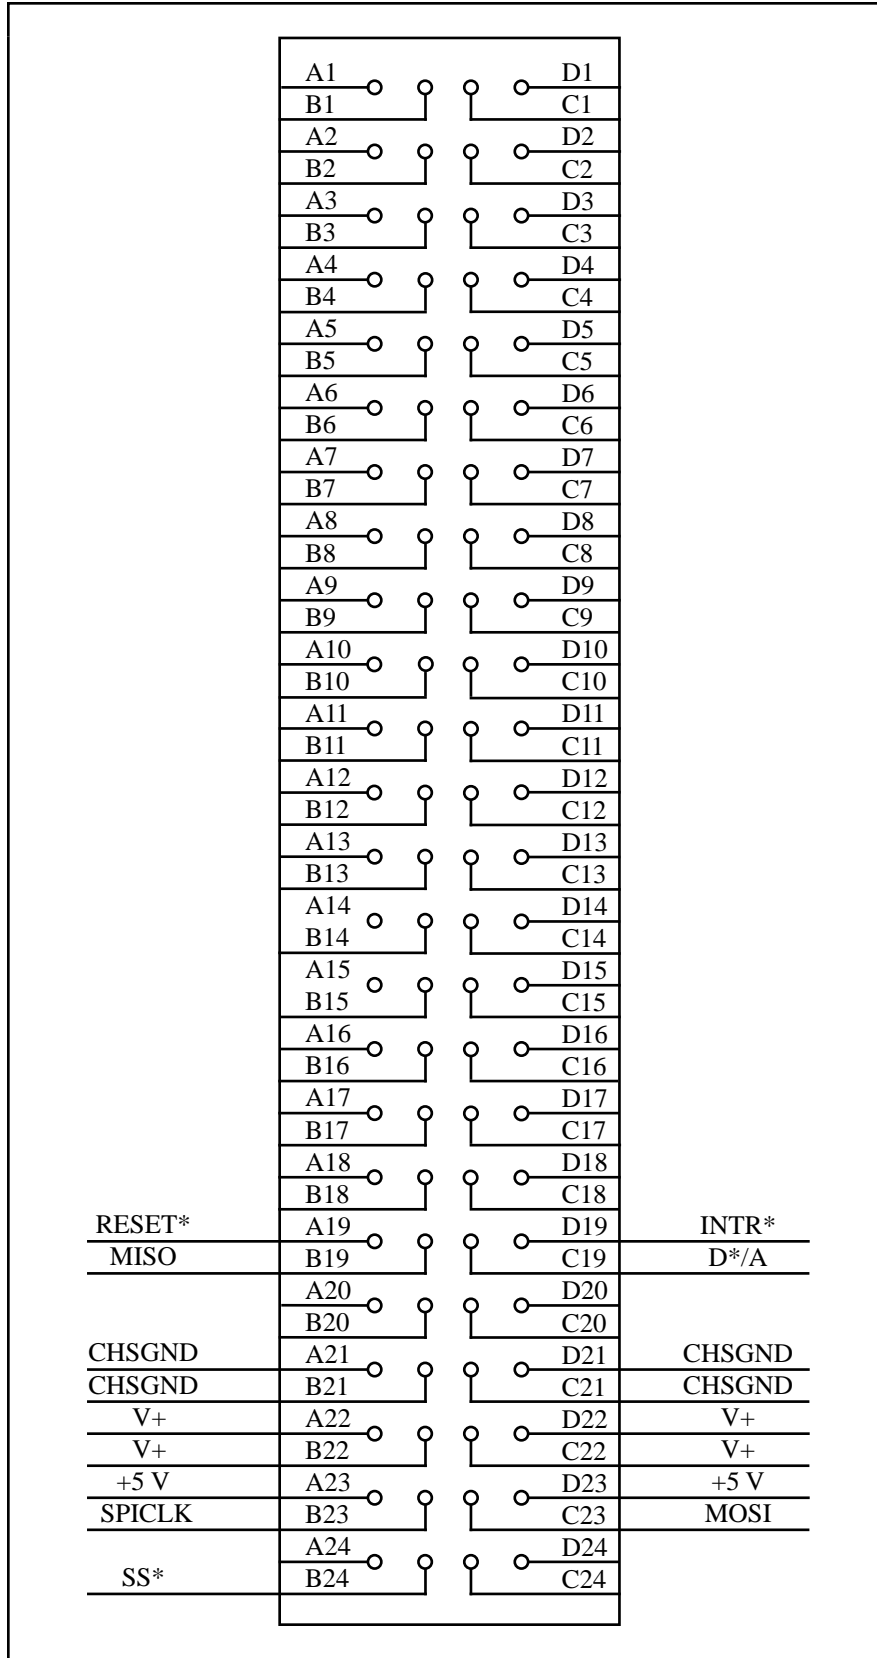 A1 D1
B1 C1
A2 D2
B2 C2
A3 D3
B3 C3
A4 D4
B4 C4
A5 D5
B5 C5
A6 D6
B6 C6
A7 D7
B7 C7
A8 D8
B8 C8
A9 D9
B9 C9
A10 D10
B10 C10
A11 D11
B11 C11
A12 D12
B12 C12
A13 D13
B13 C13
A14 D14
B14 C14
A15 D15
B15 C15
A16 D16
B16 C16
A17 D17
B17 C17
A18 D18
B18 C18
RESET* A19 D19 INTR*
MISO B19 C19 D*/A
A20 D20
B20 C20
CHSGND A21 D21 CHSGND
CHSGND B21 C21 CHSGND
V+ A22 D22 V+
V+ B22 C22 V+
+5 V A23 D23 +5 V
SPICLK B23 C23 MOSI
A24 D24
SS* B24 C24